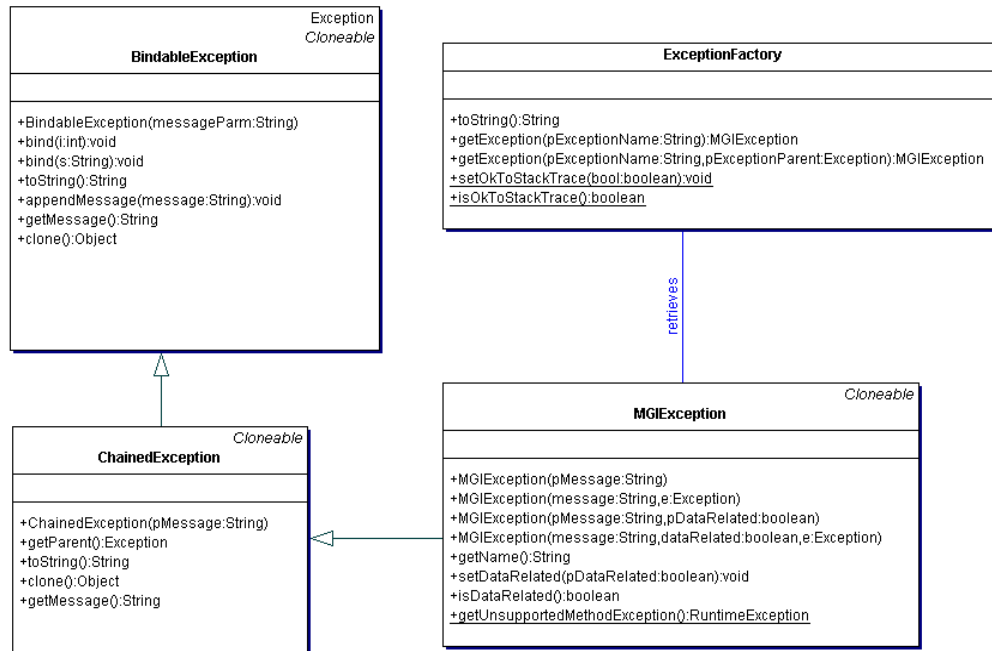 Exception
Cloneable
BindableException
+BindableException(messageParm:String)
+bind(i:int):void
+bind(s:String):void
+toString():String
+appendMessage(message:String):void
+getMessage():String
+clone():Object
ExceptionFactory
+toString():String
+getException(pExceptionName:String):MGIException
+getException(pExceptionName:String,pExceptionParent:Exception):MGIException
+setOkToStackTrace(bool:boolean):void
+isOkToStackTrace():boolean
retrieves
Cloneable
ChainedException
+ChainedException(pMessage:String)
+getParent():Exception
+toString():String
+clone():Object
+getMessage():String
Cloneable
MGIException
+MGIException(pMessage:String)
+MGIException(message:String,e:Exception)
+MGIException(pMessage:String,pDataRelated:boolean)
+MGIException(message:String,dataRelated:boolean,e:Exception)
+getName():String
+setDataRelated(pDataRelated:boolean):void
+isDataRelated():boolean
+getUnsupportedMethodException():RuntimeException